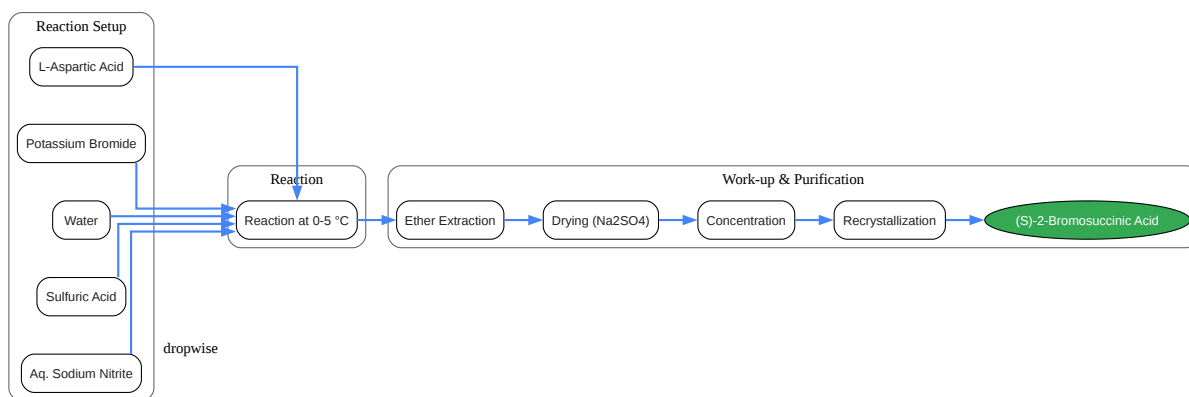 Reaction Setup
L-Aspartic Acid
Potassium Bromide
Water
Sulfuric Acid
Aq. Sodium Nitrite
dropwise
Reaction
Reaction at 0-5 °C
Work-up & Purification
Ether Extraction
Drying (Na2SO4)
Concentration
Recrystallization
(S)-2-Bromosuccinic Acid